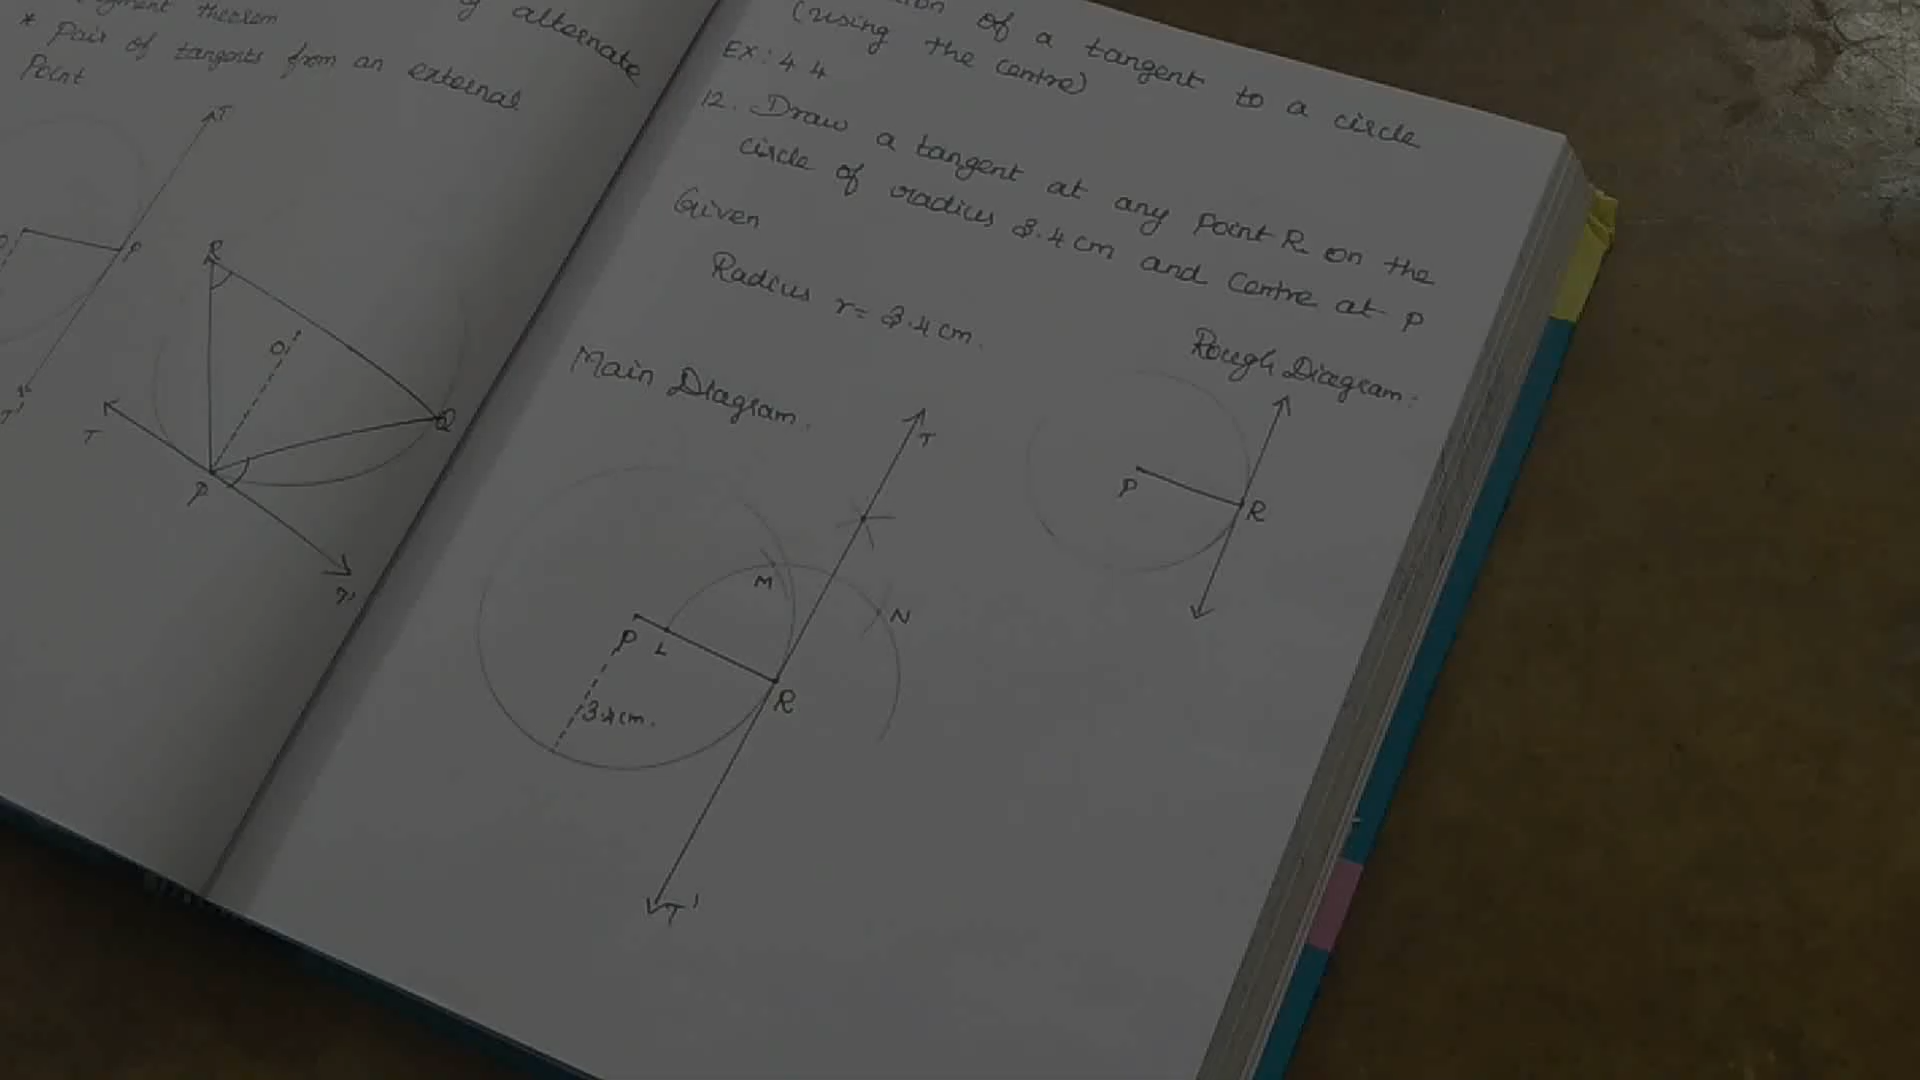 theorem
alternate
* Pair of tangents from an external
Point
T
P
T'
R
O
Q
T
P
T'
of a tangent to a circle
(using the centre)
EX: 4 4
12. Draw a tangent at any Point R on the
circle of radius 3.4 cm and Centre at P
Given
Radius r = 3.4 cm.
Rough Diagram:
P
R
Main Diagram.
T
M
N
P
L
R
3.4cm.
T'